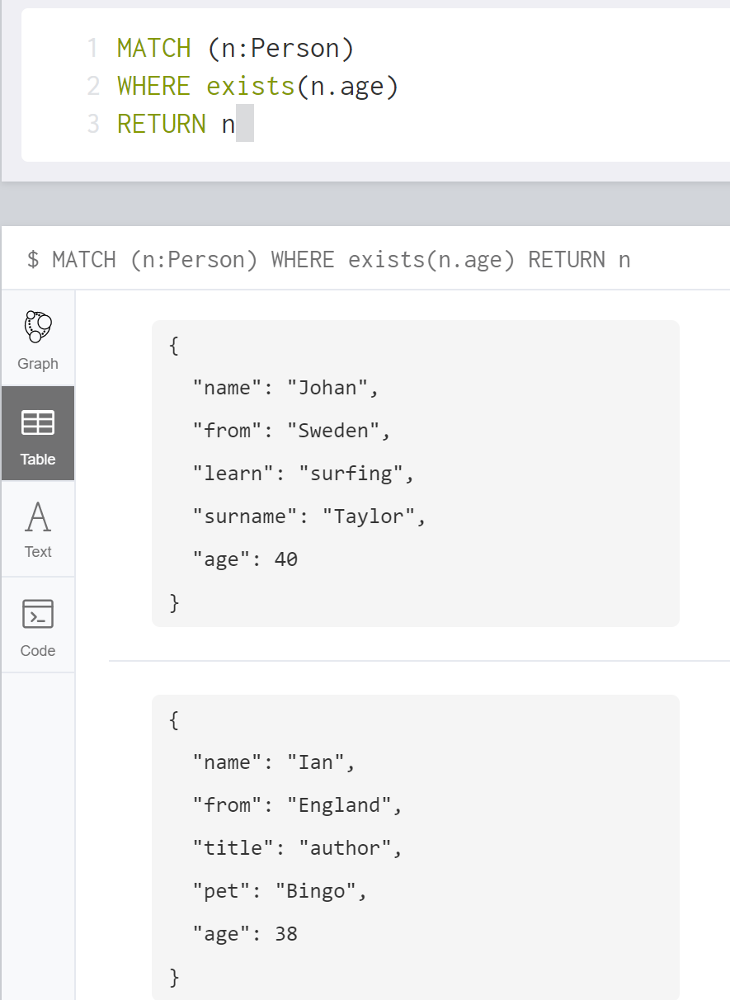 1 MATCH (n:Person)
2 WHERE exists(n.age)
3 RETURN n
$ MATCH (n:Person) WHERE exists(n.age) RETURN n
Graph
Table
Text
Code
{
"name": "Johan",
"from": "Sweden",
"learn": "surfing",
"surname": "Taylor",
"age": 40
}
{
"name": "Ian",
"from": "England",
"title": "author",
"pet": "Bingo",
"age": 38
}